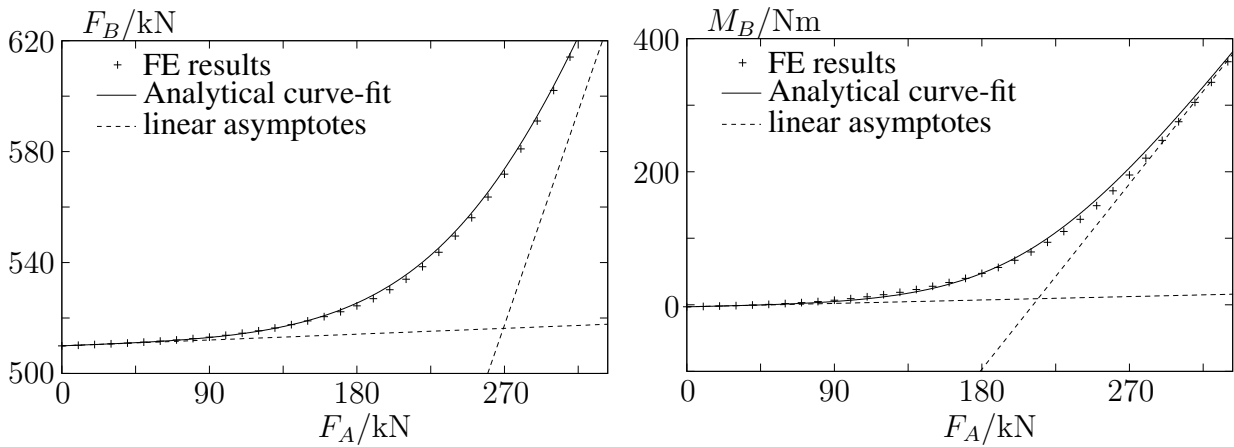 F_B/kN
620
580
540
500
FE results
Analytical curve-fit
linear asymptotes
0 90 180 270
F_A/kN
M_B/Nm
400
200
0
FE results
Analytical curve-fit
linear asymptotes
0 90 180 270
F_A/kN